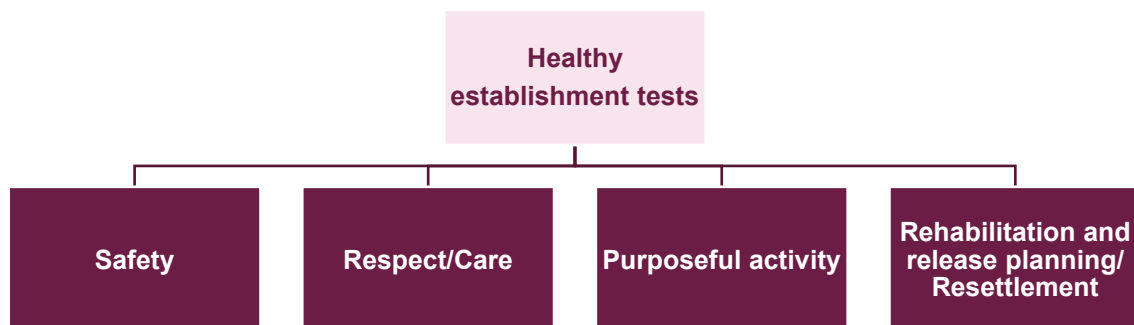 Healthy
establishment tests
Safety
Respect/Care
Purposeful activity
Rehabilitation and
release planning/
Resettlement